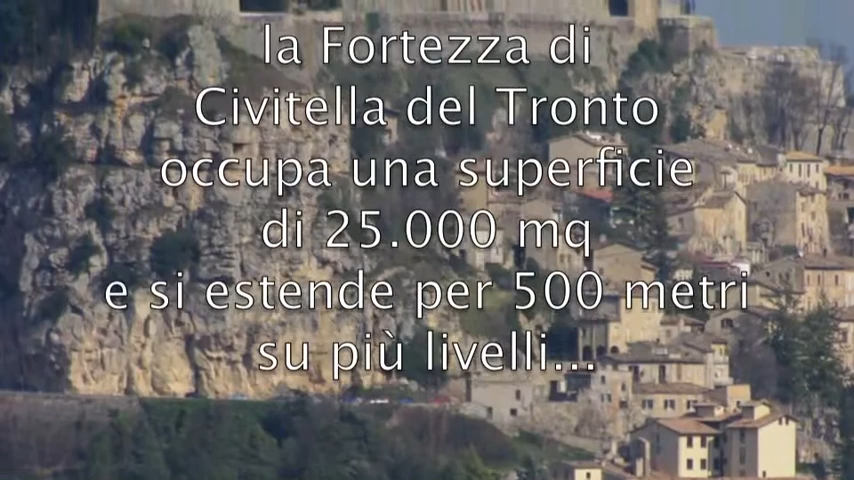 la Fortezza di
Civitella del Tronto
occupa una superficie
di 25.000 mq
e si estende per 500 metri
su più livelli...